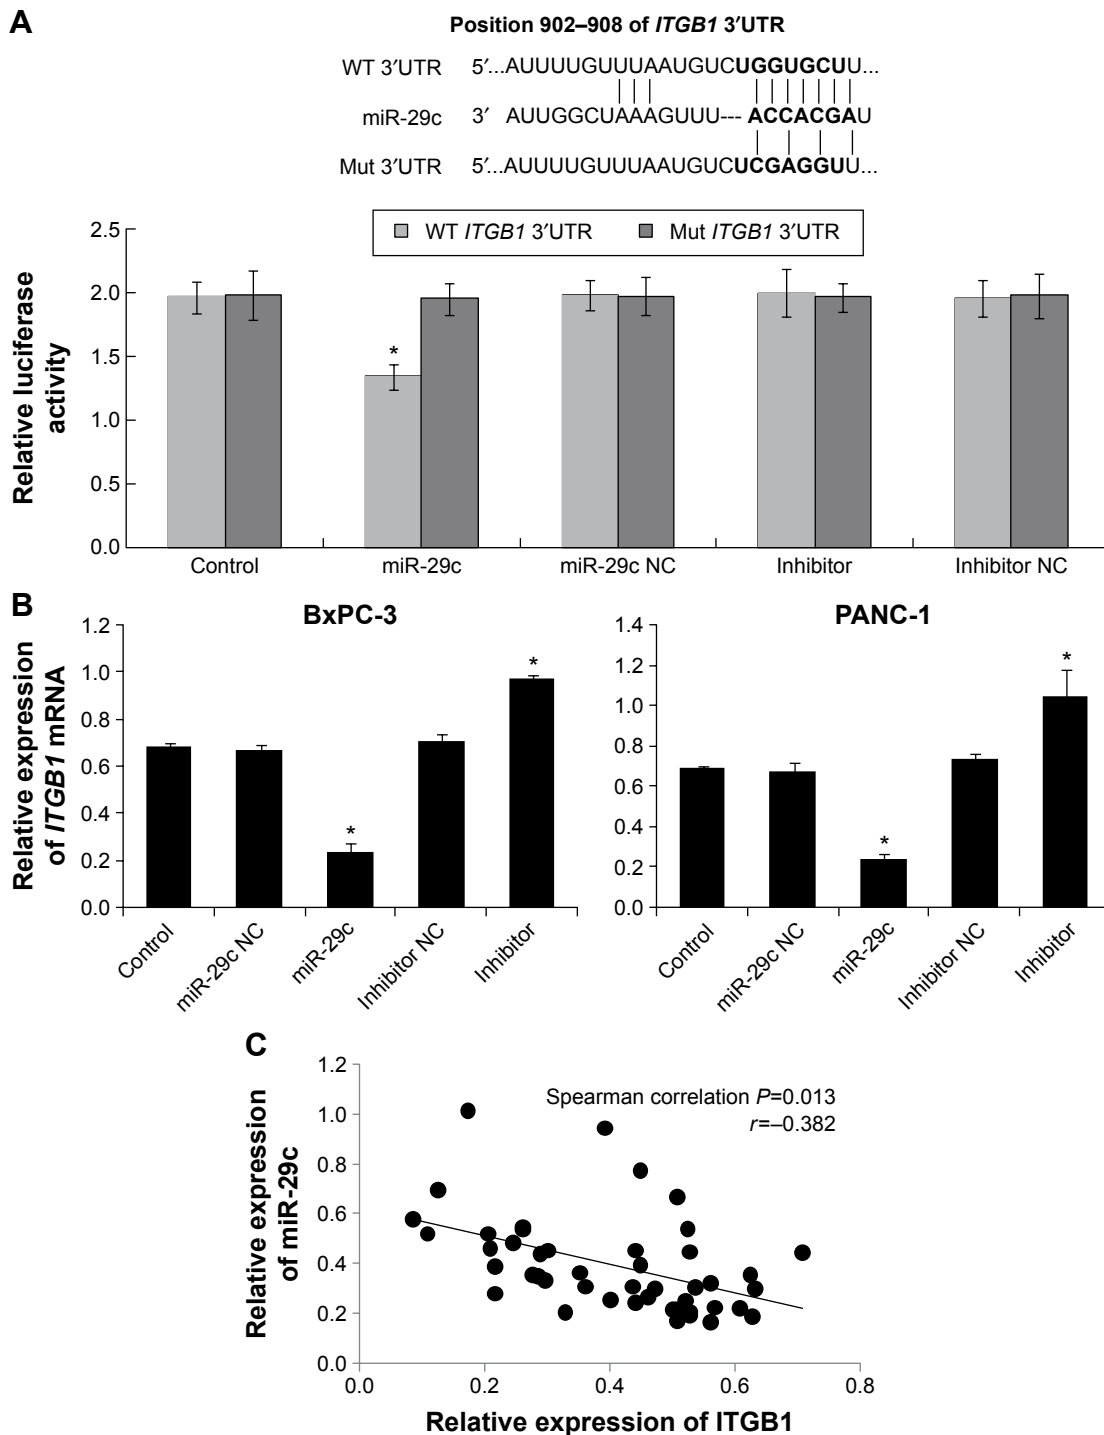 A
Position 902–908 of ITGB1 3′UTR
WT 3′UTR 5′...AUUUUGUUUAAUGUCUGGUGCUU...
miR-29c 3′ AUUGGCUAAAGUUU--- ACCACGAU
Mut 3′UTR 5′...AUUUUGUUUAAUGUCUCGAGGUU...
WT ITGB1 3′UTR Mut ITGB1 3′UTR
Relative luciferase
activity
2.5
2.0
1.5
1.0
0.5
0.0
*
Control miR-29c miR-29c NC Inhibitor Inhibitor NC
B
BxPC-3
Relative expression
of ITGB1 mRNA
1.2
1.0
0.8
0.6
0.4
0.2
0.0
*
*
Control miR-29c NC miR-29c Inhibitor NC Inhibitor
PANC-1
1.4
1.2
1.0
0.8
0.6
0.4
0.2
0.0
*
*
Control miR-29c NC miR-29c Inhibitor NC Inhibitor
C
Relative expression
of miR-29c
1.2
1.0
0.8
0.6
0.4
0.2
0.0
Spearman correlation P=0.013
r=–0.382
0.0 0.2 0.4 0.6 0.8
Relative expression of ITGB1